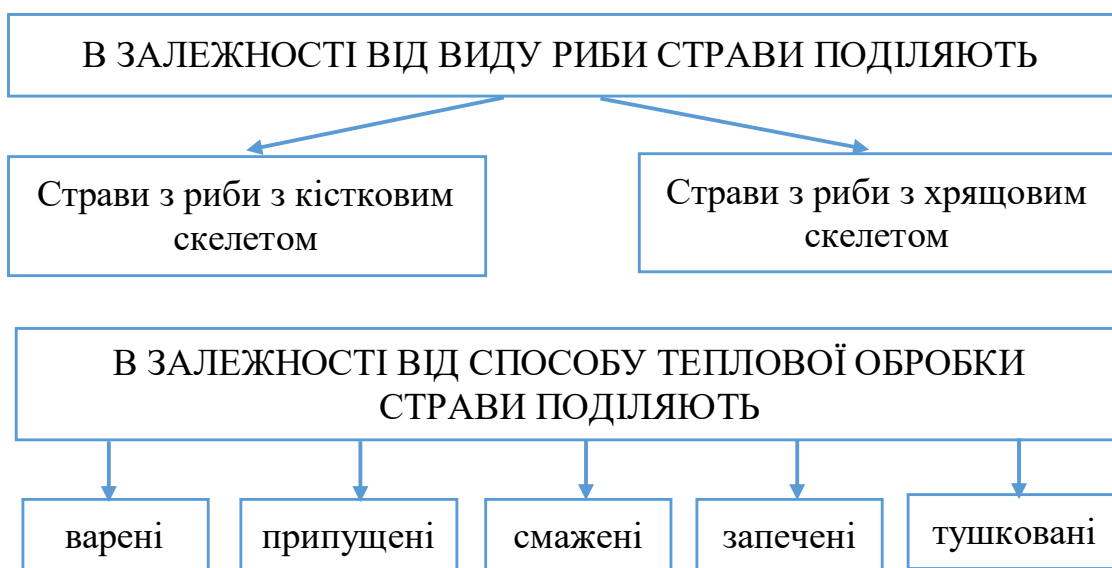 В ЗАЛЕЖНОСТІ ВІД ВИДУ РИБИ СТРАВИ ПОДІЛЯЮТЬ
Страви з риби з кістковим
скелетом
Страви з риби з хрящовим
скелетом
В ЗАЛЕЖНОСТІ ВІД СПОСОБУ ТЕПЛОВОЇ ОБРОБКИ
СТРАВИ ПОДІЛЯЮТЬ
варені
припущені
смажені
запечені
тушковані